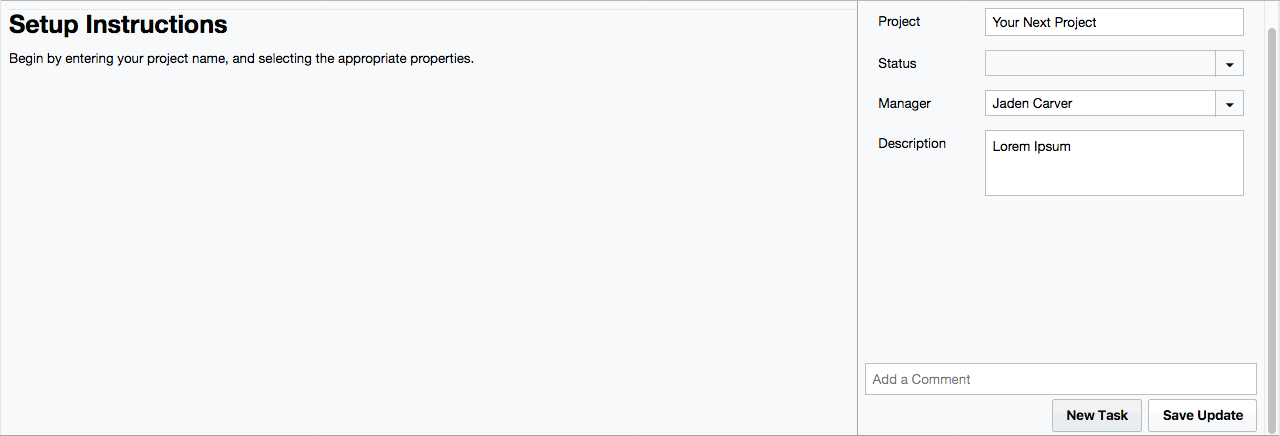 Setup Instructions
Begin by entering your project name, and selecting the appropriate properties.
Project
Your Next Project
Status
Manager
Jaden Carver
Description
Lorem Ipsum
Add a Comment
New Task
Save Update